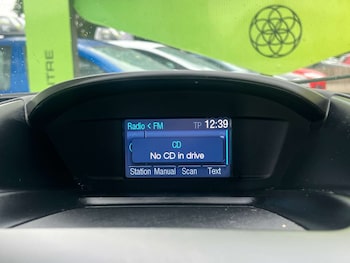 TRE
Radio < FM TP 12:39
CD
No CD in drive
Station Manual Scan Text